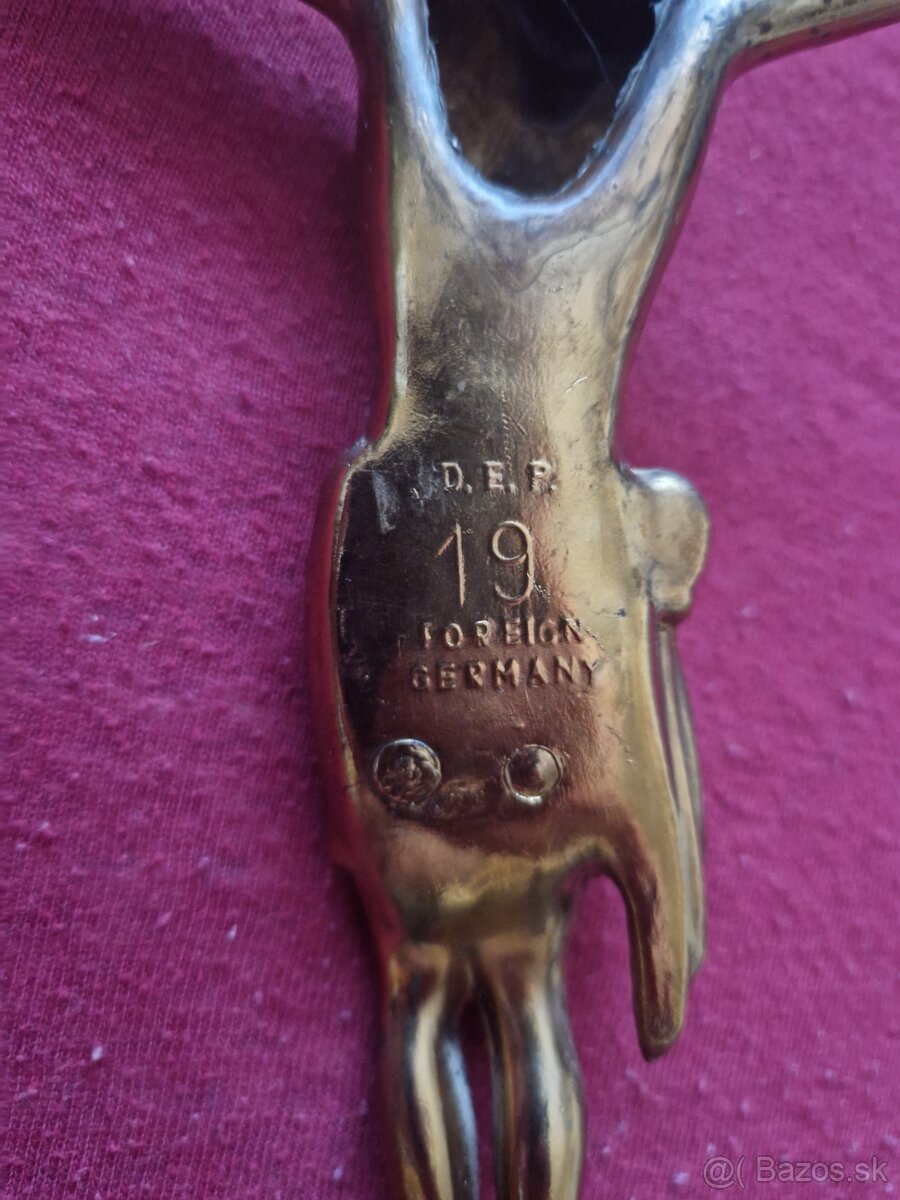 D.E.P.
19
FOREIGN
GERMANY
@( Bazos.sk